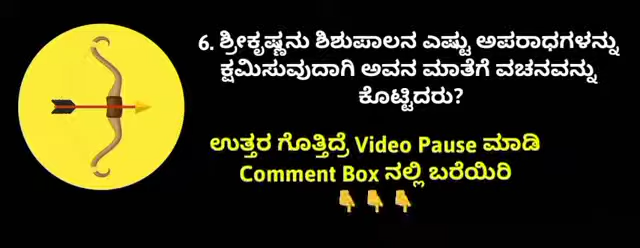 6. ಶ್ರೀಕೃಷ್ಣನು ಶಿಶುಪಾಲನ ಎಷ್ಟು ಅಪರಾಧಗಳನ್ನು
ಕ್ಷಮಿಸುವುದಾಗಿ ಅವನ ಮಾತೆಗೆ ವಚನವನ್ನು
ಕೊಟ್ಟಿದರು?
ಉತ್ತರ ಗೊತ್ತಿದ್ರೆ Video Pause ಮಾಡಿ
Comment Box ನಲ್ಲಿ ಬರೆಯಿರಿ